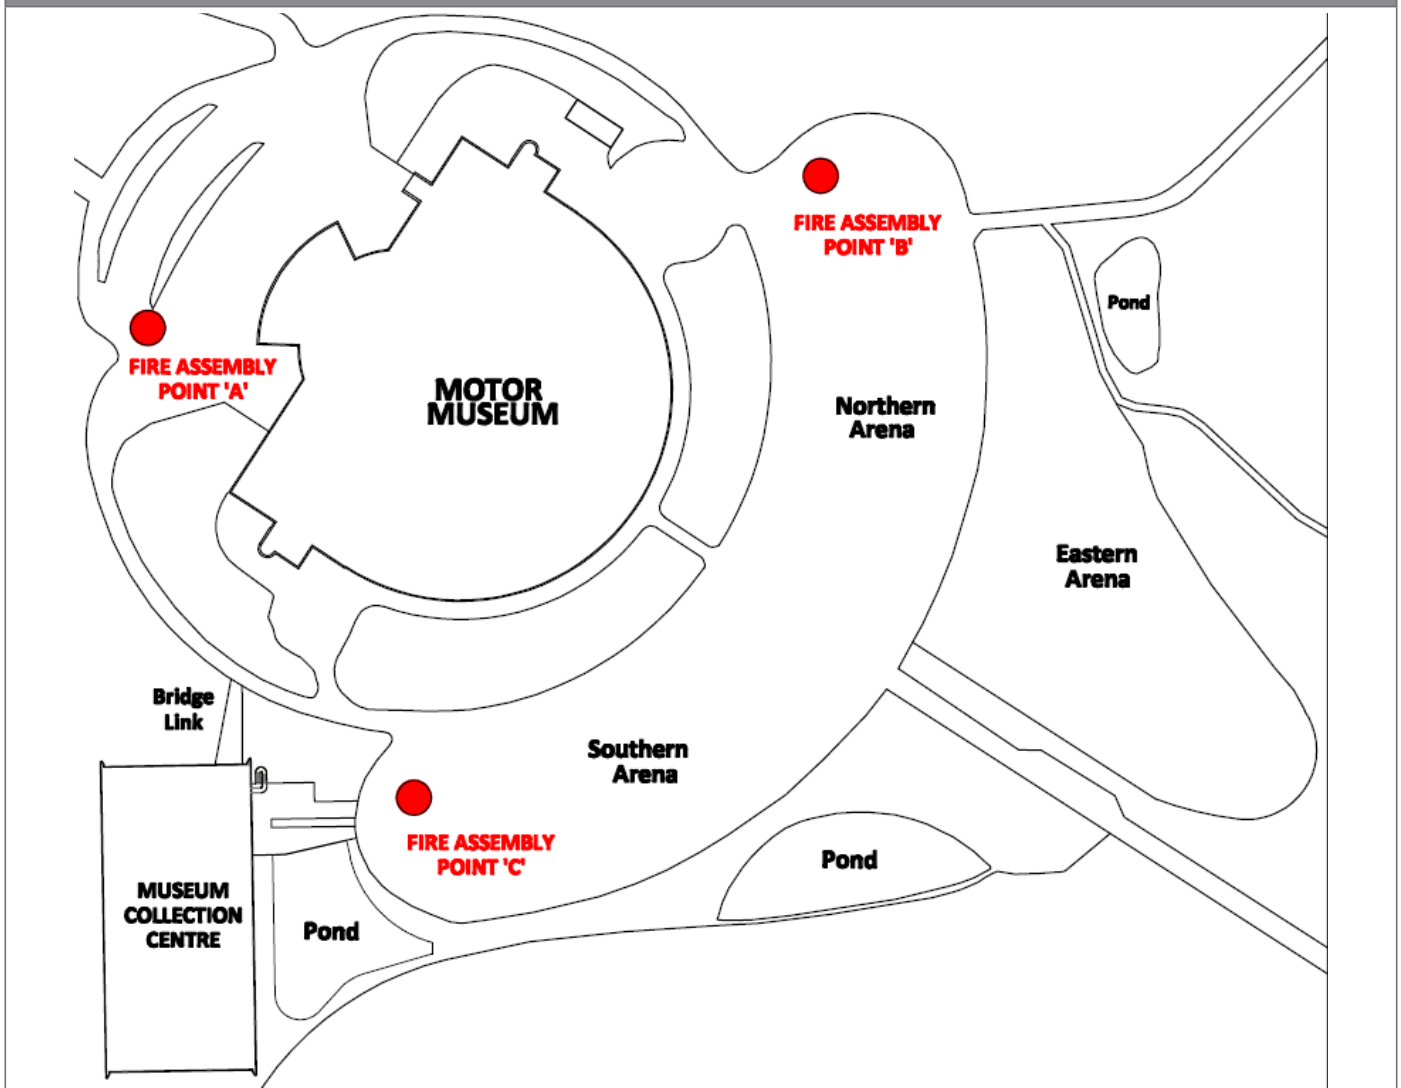 FIRE ASSEMBLY
POINT 'B'
Pond
FIRE ASSEMBLY
POINT 'A'
MOTOR
MUSEUM
Northern
Arena
Eastern
Arena
Bridge
Link
Southern
Arena
FIRE ASSEMBLY
POINT 'C'
Pond
MUSEUM
COLLECTION
CENTRE
Pond